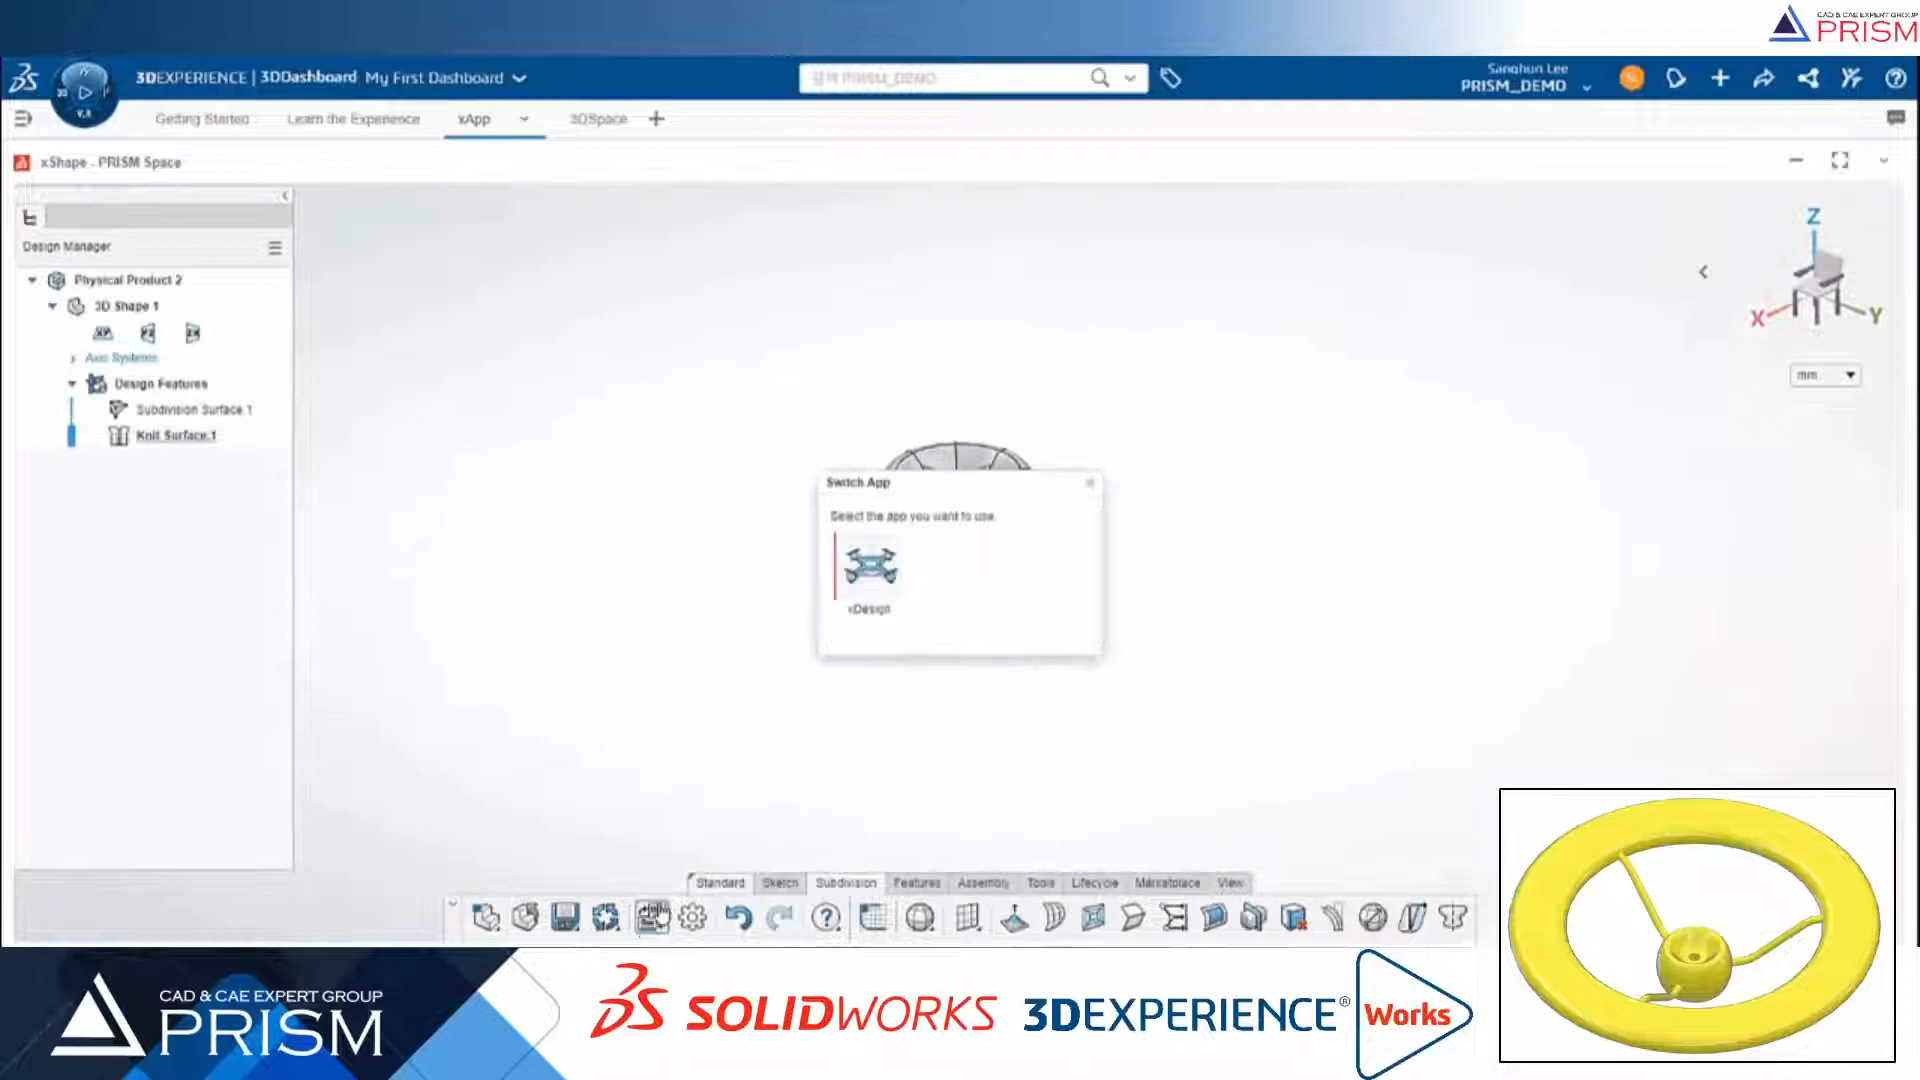 CAD & CAE EXPERT GROUP
PRISM
3DEXPERIENCE | 3DDashboard My First Dashboard
PRISM_DEMO
Sanghun Lee
PRISM_DEMO
3D
V.R
Getting Started
Learn the Experience
xApp
3DSpace
xShape - PRISM Space
Design Manager
Physical Product 2
3D Shape 1
XY
Axis Systems
Design Features
Subdivision Surface.1
Knit Surface.1
Z
X
Y
mm
Switch App
Select the app you want to use.
xDesign
Standard Sketch Subdivision Features Assembly Tools Lifecycle Marketplace View
CAD & CAE EXPERT GROUP
PRISM
SOLIDWORKS
3DEXPERIENCE®
Works